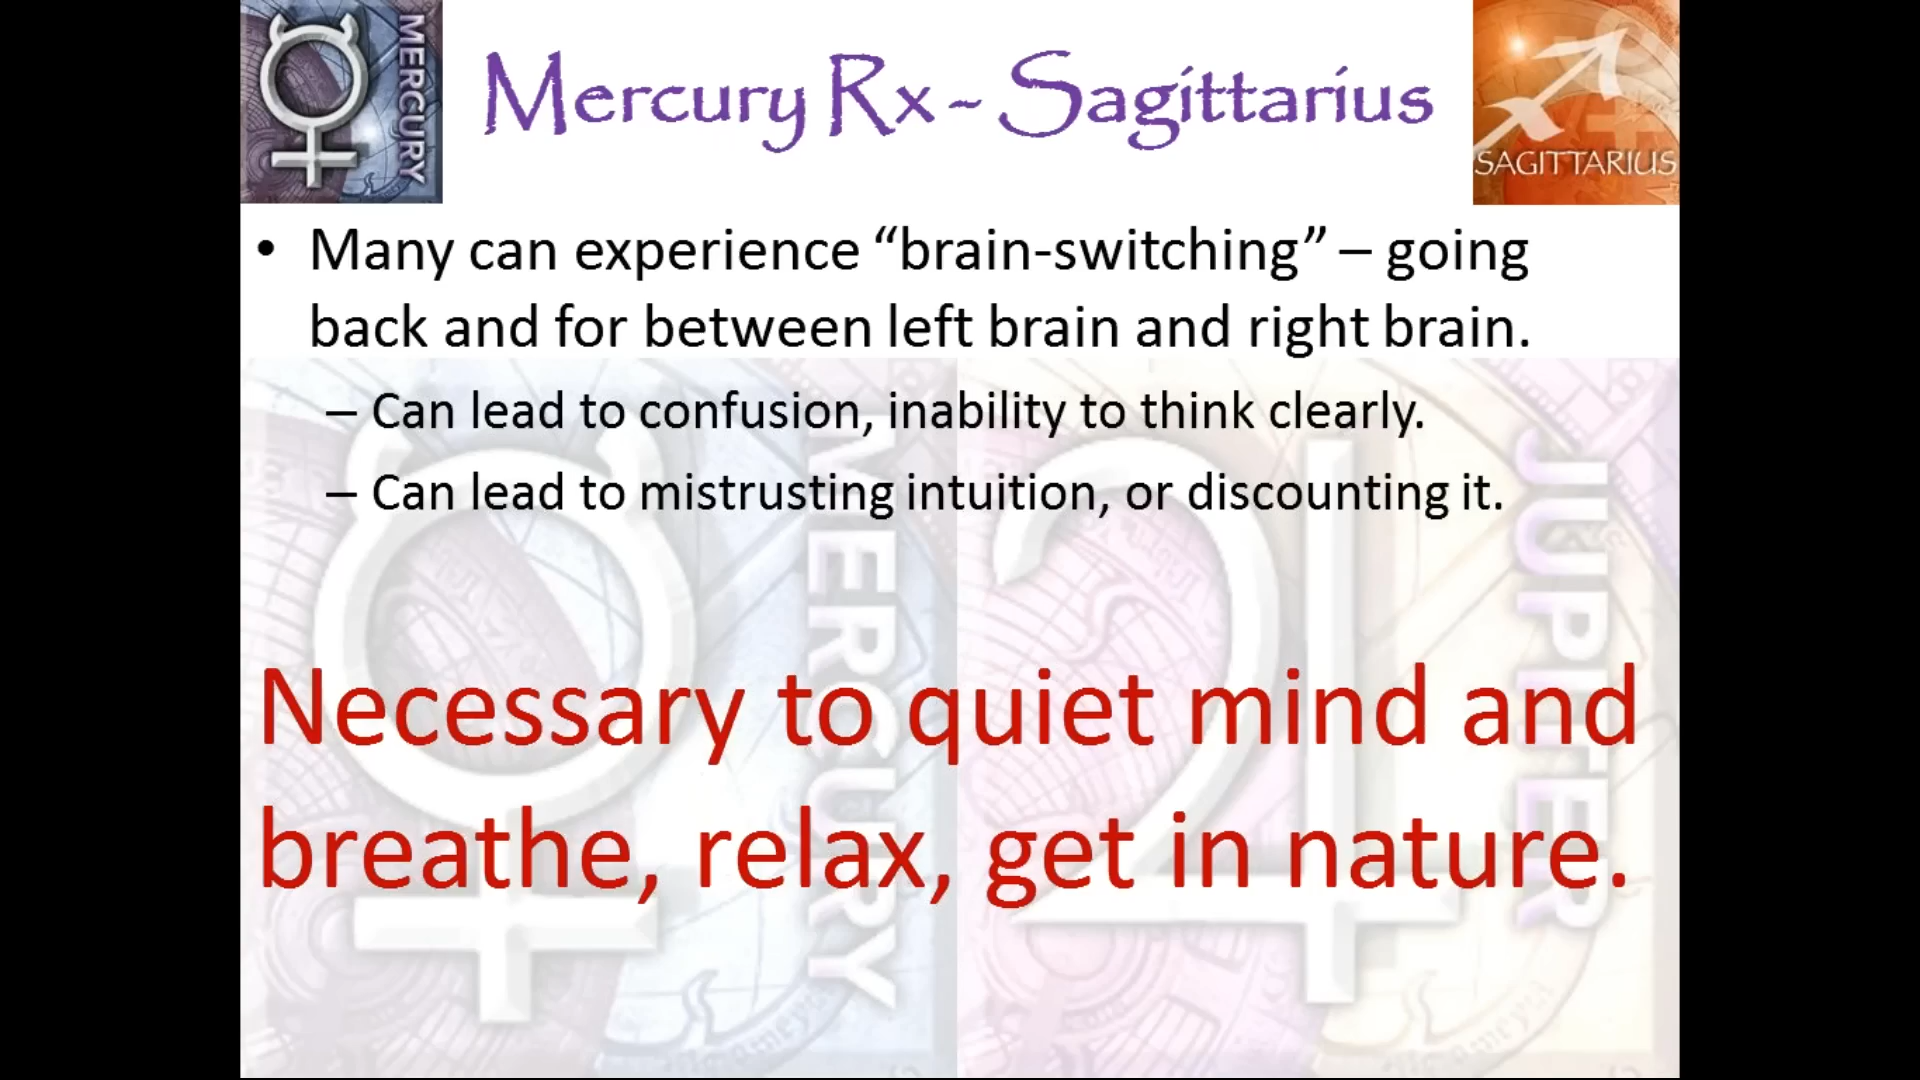 MERCURY
Mercury Rx - Sagittarius
SAGITTARIUS
• Many can experience “brain-switching” – going
back and for between left brain and right brain.
– Can lead to confusion, inability to think clearly.
– Can lead to mistrusting intuition, or discounting it.
MERCURY
JUPITER
Necessary to quiet mind and
breathe, relax, get in nature.